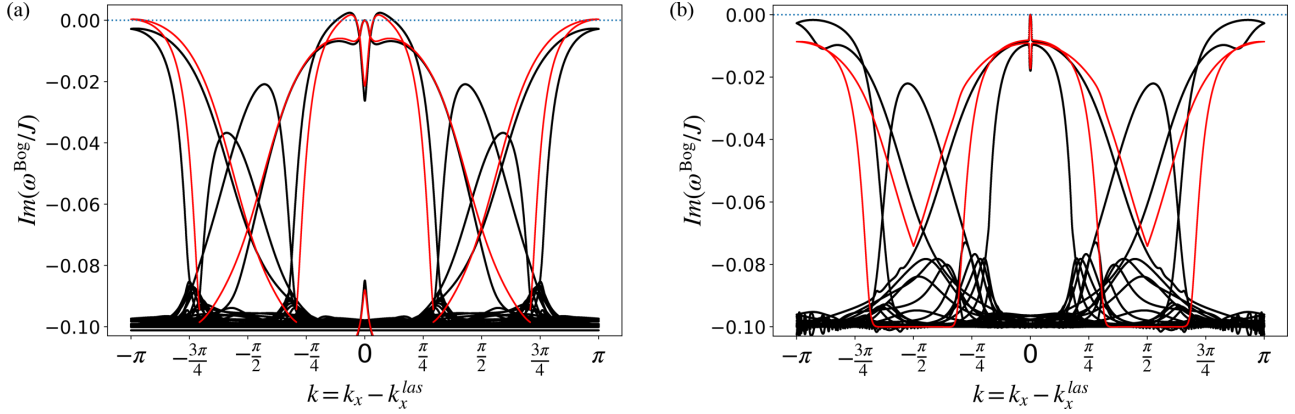 (a)
0.00
−0.02
−0.04
−0.06
−0.08
−0.10
Im(ω^Bog/J)
−π
−3π/4
−π/2
−π/4
0
π/4
π/2
3π/4
π
k = k_x − k_x^las
(b)
0.00
−0.02
−0.04
−0.06
−0.08
−0.10
Im(ω^Bog/J)
−π
−3π/4
−π/2
−π/4
0
π/4
π/2
3π/4
π
k = k_x − k_x^las